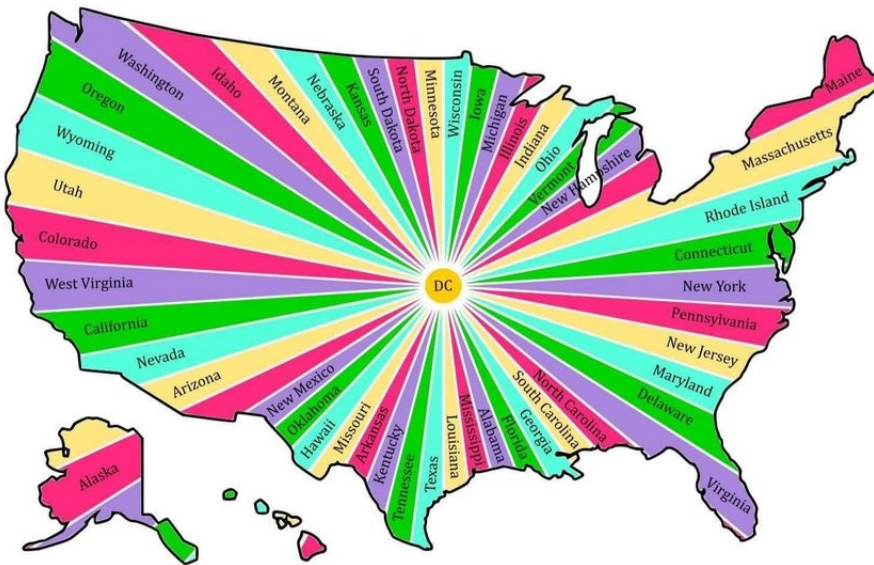 Washington
Idaho
Montana
Nebraska
Kansas
South Dakota
North Dakota
Minnesota
Wisconsin
Iowa
Michigan
Illinois
Indiana
Ohio
Vermont
New Hampshire
Maine
Massachusetts
Rhode Island
Connecticut
New York
Pennsylvania
New Jersey
Maryland
Delaware
Virginia
North Carolina
South Carolina
Georgia
Florida
Alabama
Mississippi
Louisiana
Texas
Tennessee
Kentucky
Arkansas
Missouri
Hawaii
Oklahoma
New Mexico
Arizona
Nevada
California
West Virginia
Colorado
Utah
Wyoming
Oregon
DC
Alaska